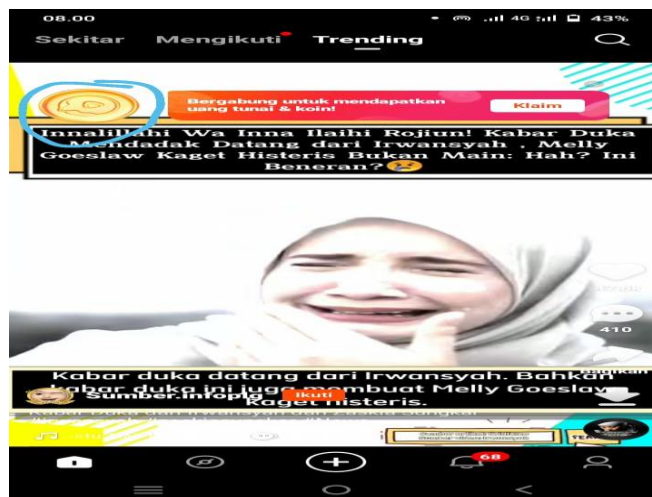 08.00
4G 43%
Sekitar Mengikuti Trending
Bergabung untuk mendapatkan
uang tunai & koin!
Klaim
Innalillahi Wa Inna Ilaihi Rojiun! Kabar Duka
Mendadak Datang dari Irwansyah , Melly
Goeslaw Kaget Histeris Bukan Main: Hah? Ini
Beneran?
410
Bagikan
Kabar duka datang dari Irwansyah. Bahkan
kabar duka ini juga membuat Melly Goeslaw
Kaget histeris.
Sumber.infopig
Ikuti
68